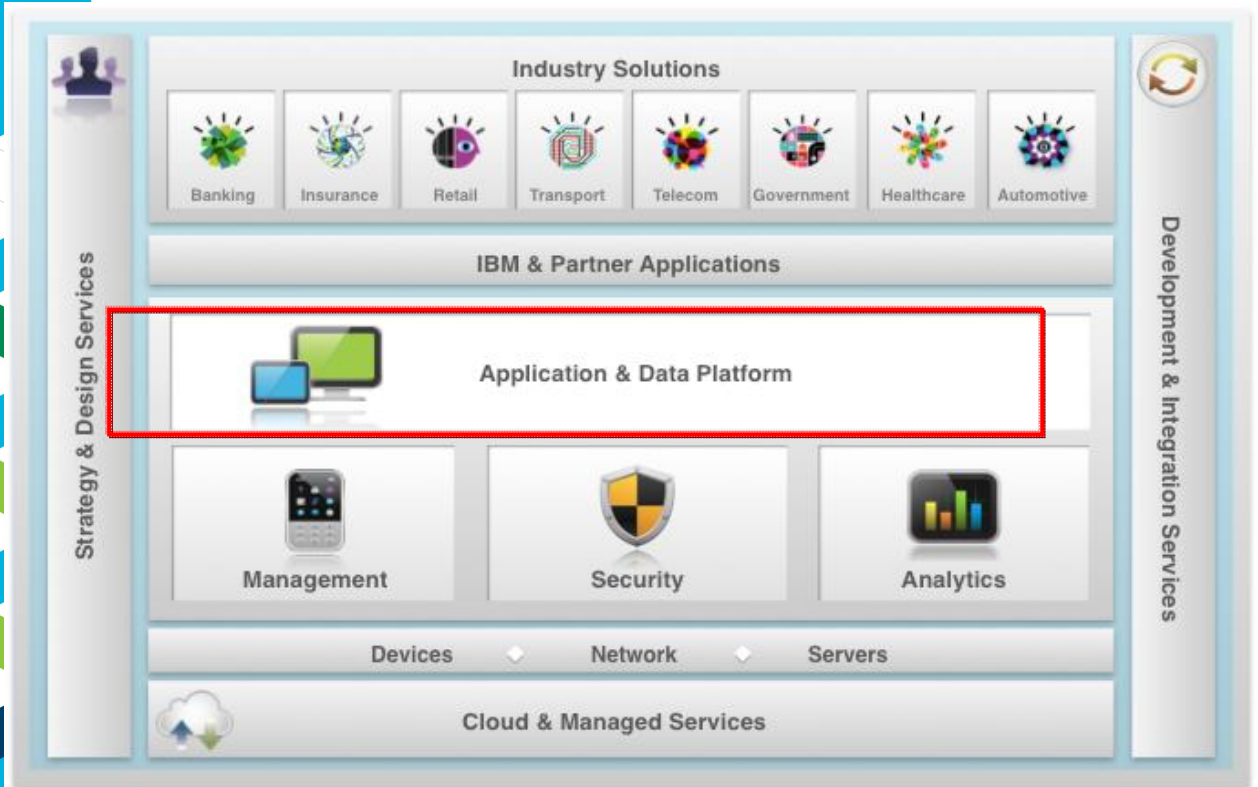 Industry Solutions
Banking
Insurance
Retail
Transport
Telecom
Government
Healthcare
Automotive
IBM & Partner Applications
Strategy & Design Services
Application & Data Platform
Development & Integration Services
Management
Security
Analytics
Devices
Network
Servers
Cloud & Managed Services